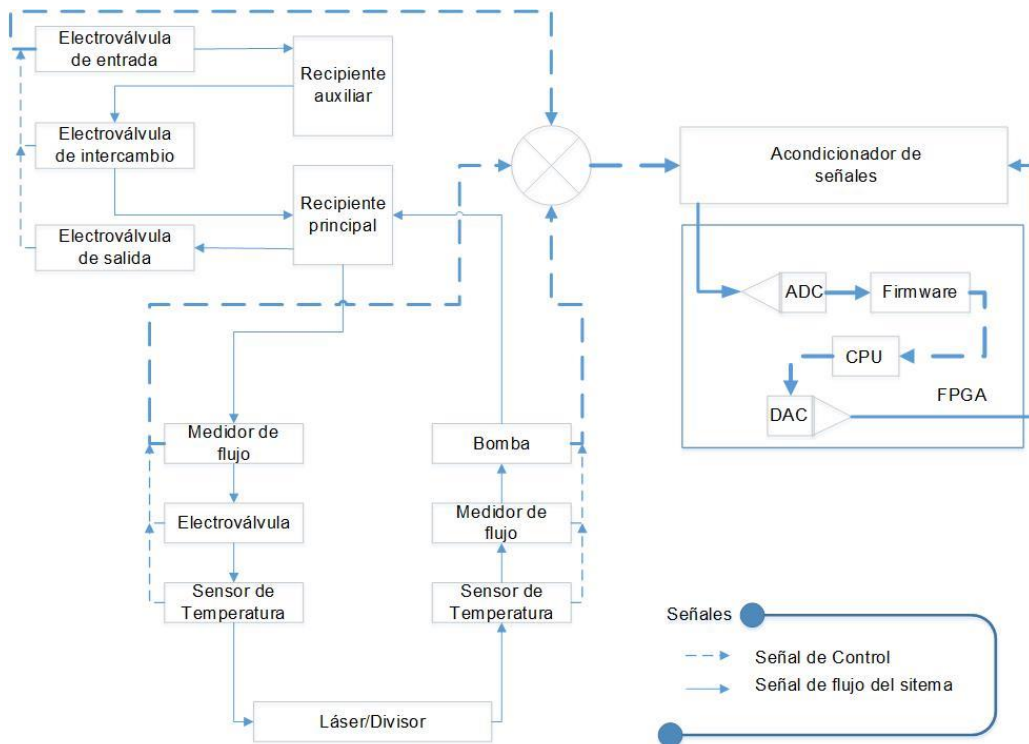 Electroválvula
de entrada
Recipiente
auxiliar
Electroválvula
de intercambio
Recipiente
principal
Electroválvula
de salida
Acondicionador de
señales
ADC
Firmware
CPU
DAC
FPGA
Medidor de
flujo
Electroválvula
Sensor de
Temperatura
Bomba
Medidor de
flujo
Sensor de
Temperatura
Láser/Divisor
Señales
Señal de Control
Señal de flujo del sitema